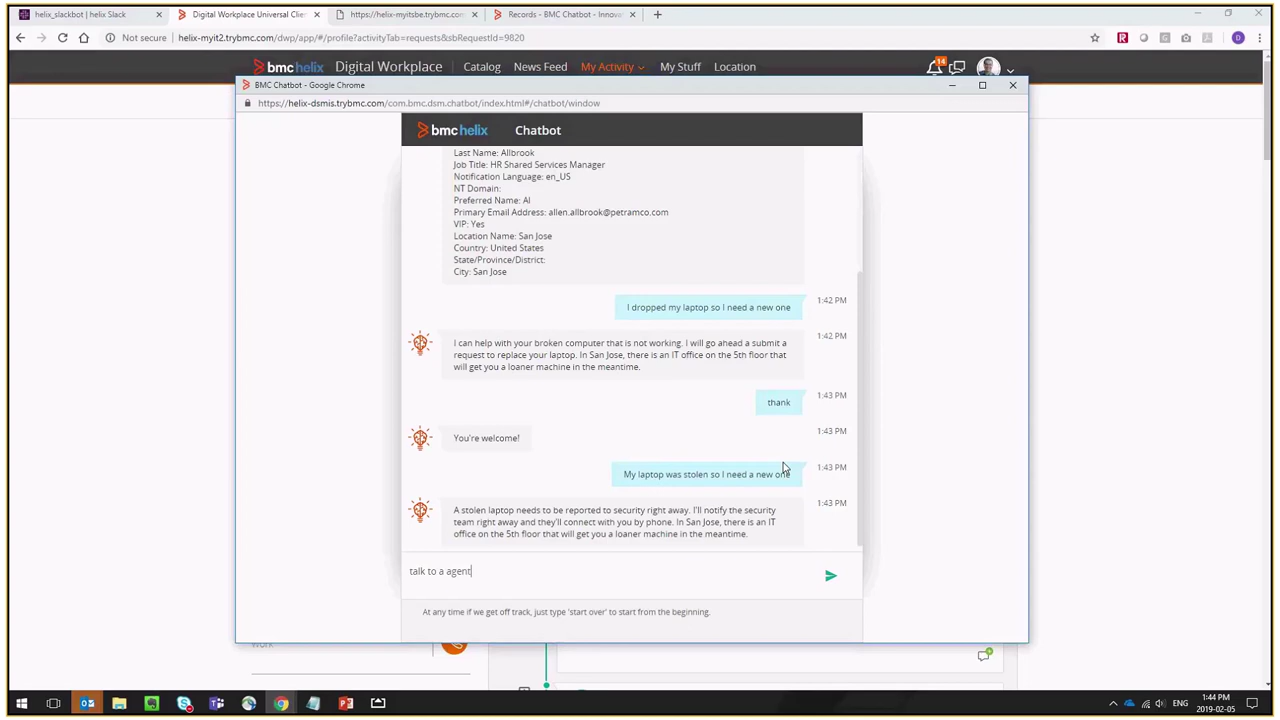 helix_slackbot | helix Slack
Digital Workplace Universal Clie
https://helix-myitsbe.trybmc.com/
Records - BMC Chatbot - Innova
Not secure | helix-myit2.trybmc.com/dwp/app/#/profile?activityTab=requests&sbRequestId=9820
bmchelix Digital Workplace Catalog News Feed My Activity My Stuff Location
14
BMC Chatbot - Google Chrome
https://helix-dsmis.trybmc.com/com.bmc.dsm.chatbot/index.html#/chatbot/window
bmchelix Chatbot
Last Name: Allbrook
Job Title: HR Shared Services Manager
Notification Language: en_US
NT Domain:
Preferred Name: Al
Primary Email Address: allen.allbrook@petramco.com
VIP: Yes
Location Name: San Jose
Country: United States
State/Province/District:
City: San Jose
I dropped my laptop so I need a new one
1:42 PM
I can help with your broken computer that is not working. I will go ahead a submit a
request to replace your laptop. In San Jose, there is an IT office on the 5th floor that
will get you a loaner machine in the meantime.
1:42 PM
thank
1:43 PM
You're welcome!
1:43 PM
My laptop was stolen so I need a new one
1:43 PM
A stolen laptop needs to be reported to security right away. I'll notify the security
team right away and they'll connect with you by phone. In San Jose, there is an IT
office on the 5th floor that will get you a loaner machine in the meantime.
1:43 PM
talk to a agent
At any time if we get off track, just type 'start over' to start from the beginning.
Work
ENG
1:44 PM
2019-02-05